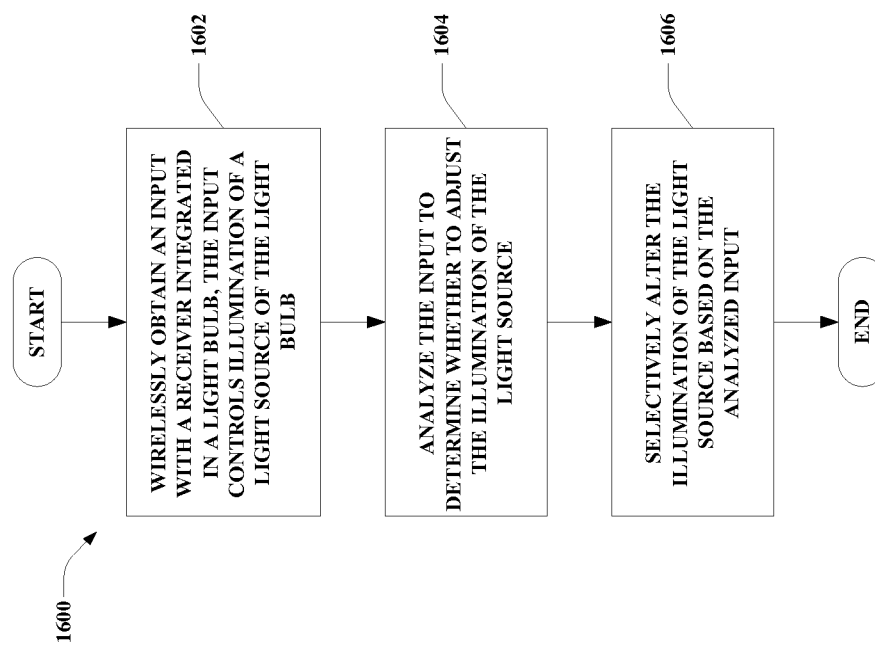 1600
START
WIRELESSLY OBTAIN AN INPUT
WITH A RECEIVER INTEGRATED
IN A LIGHT BULB, THE INPUT
CONTROLS ILLUMINATION OF A
LIGHT SOURCE OF THE LIGHT
BULB
1602
ANALYZE THE INPUT TO
DETERMINE WHETHER TO ADJUST
THE ILLUMINATION OF THE
LIGHT SOURCE
1604
SELECTIVELY ALTER THE
ILLUMINATION OF THE LIGHT
SOURCE BASED ON THE
ANALYZED INPUT
1606
END